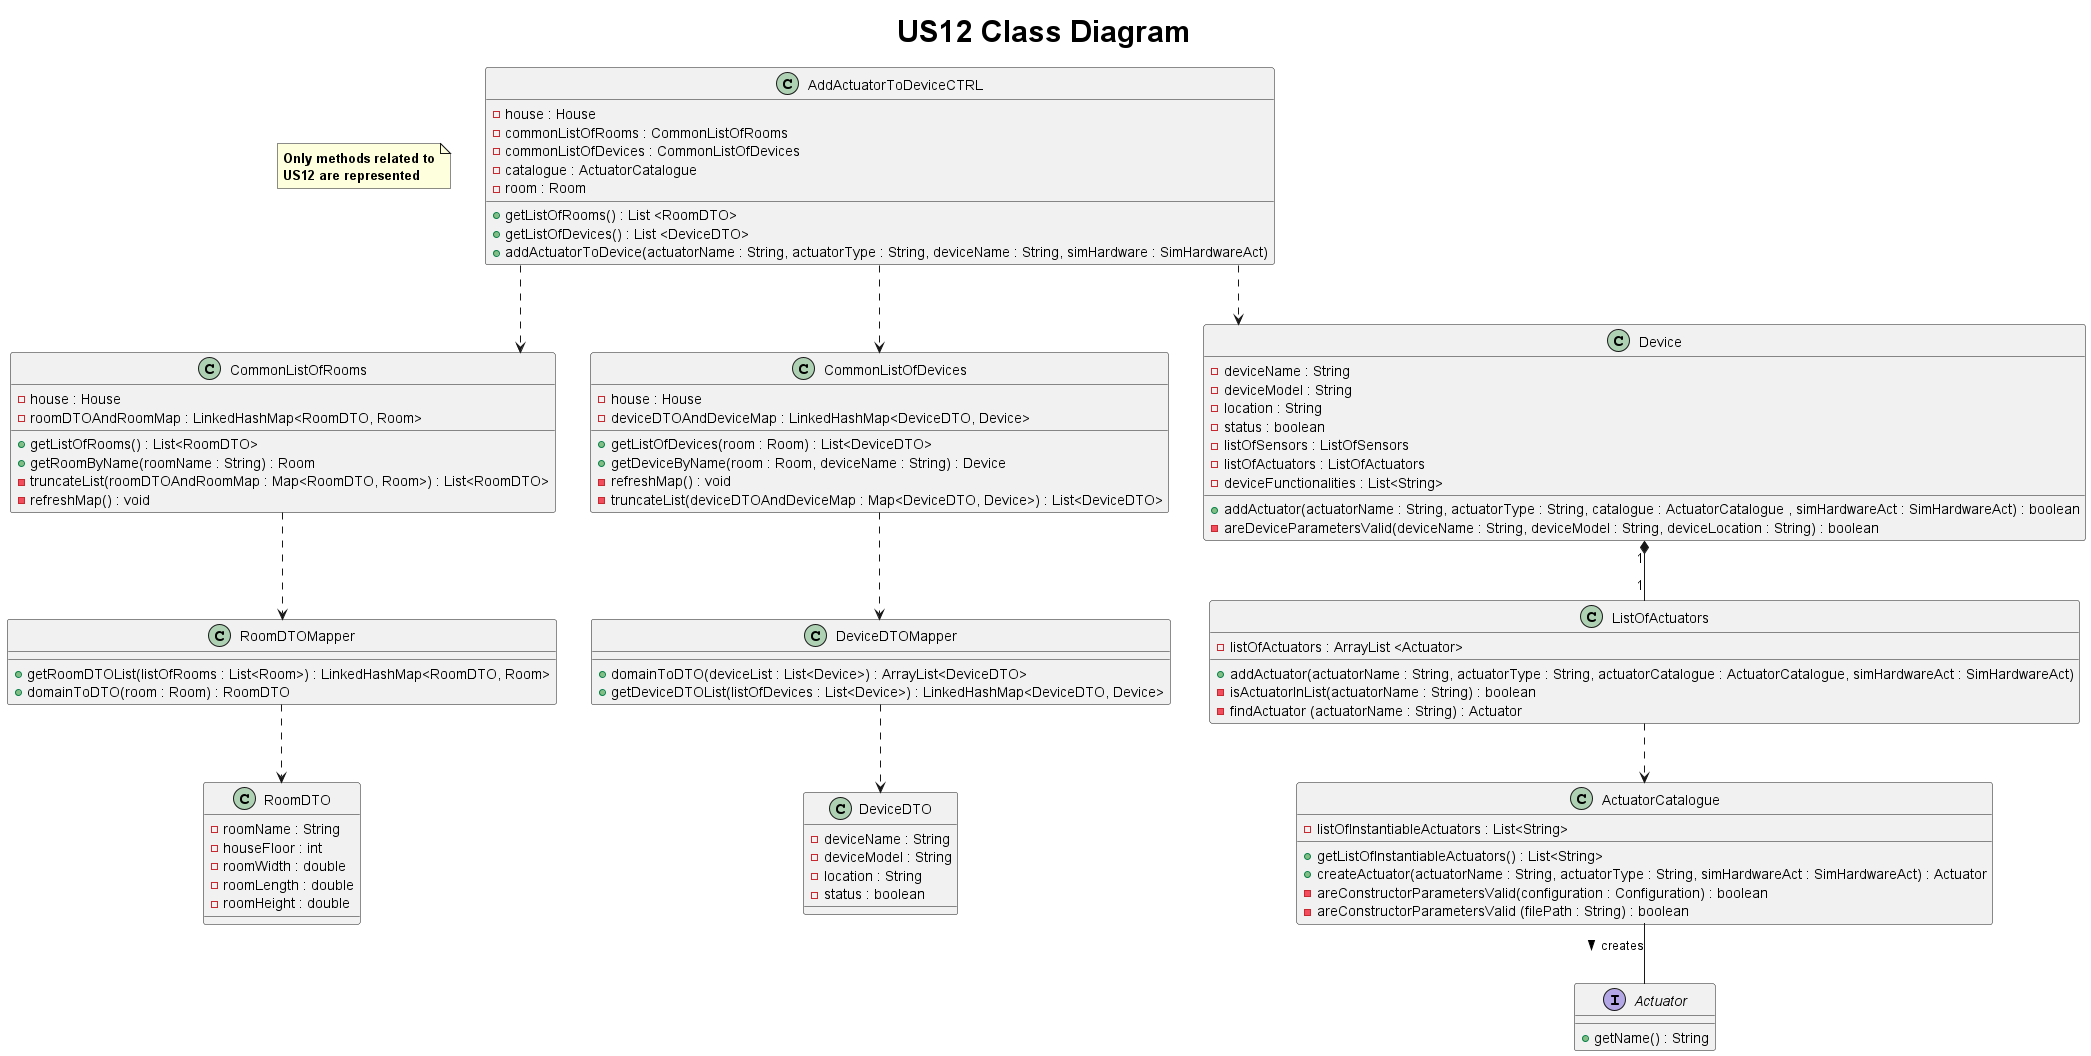 US12 Class Diagram
C AddActuatorToDeviceCTRL
house : House
commonListOfRooms : CommonListOfRooms
commonListOfDevices : CommonListOfDevices
catalogue : ActuatorCatalogue
room : Room
getListOfRooms() : List <RoomDTO>
getListOfDevices() : List <DeviceDTO>
addActuatorToDevice(actuatorName : String, actuatorType : String, deviceName : String, simHardware : SimHardwareAct)
Only methods related to
US12 are represented
C CommonListOfRooms
house : House
roomDTOAndRoomMap : LinkedHashMap<RoomDTO, Room>
getListOfRooms() : List<RoomDTO>
getRoomByName(roomName : String) : Room
truncateList(roomDTOAndRoomMap : Map<RoomDTO, Room>) : List<RoomDTO>
refreshMap() : void
C CommonListOfDevices
house : House
deviceDTOAndDeviceMap : LinkedHashMap<DeviceDTO, Device>
getListOfDevices(room : Room) : List<DeviceDTO>
getDeviceByName(room : Room, deviceName : String) : Device
refreshMap() : void
truncateList(deviceDTOAndDeviceMap : Map<DeviceDTO, Device>) : List<DeviceDTO>
C Device
deviceName : String
deviceModel : String
location : String
status : boolean
listOfSensors : ListOfSensors
listOfActuators : ListOfActuators
deviceFunctionalities : List<String>
addActuator(actuatorName : String, actuatorType : String, catalogue : ActuatorCatalogue , simHardwareAct : SimHardwareAct) : boolean
areDeviceParametersValid(deviceName : String, deviceModel : String, deviceLocation : String) : boolean
1
1
C RoomDTOMapper
getRoomDTOList(listOfRooms : List<Room>) : LinkedHashMap<RoomDTO, Room>
domainToDTO(room : Room) : RoomDTO
C DeviceDTOMapper
domainToDTO(deviceList : List<Device>) : ArrayList<DeviceDTO>
getDeviceDTOList(listOfDevices : List<Device>) : LinkedHashMap<DeviceDTO, Device>
C ListOfActuators
listOfActuators : ArrayList <Actuator>
addActuator(actuatorName : String, actuatorType : String, actuatorCatalogue : ActuatorCatalogue, simHardwareAct : SimHardwareAct)
isActuatorInList(actuatorName : String) : boolean
findActuator (actuatorName : String) : Actuator
C RoomDTO
roomName : String
houseFloor : int
roomWidth : double
roomLength : double
roomHeight : double
C DeviceDTO
deviceName : String
deviceModel : String
location : String
status : boolean
C ActuatorCatalogue
listOfInstantiableActuators : List<String>
getListOfInstantiableActuators() : List<String>
createActuator(actuatorName : String, actuatorType : String, simHardwareAct : SimHardwareAct) : Actuator
areConstructorParametersValid(configuration : Configuration) : boolean
areConstructorParametersValid (filePath : String) : boolean
creates
I Actuator
getName() : String